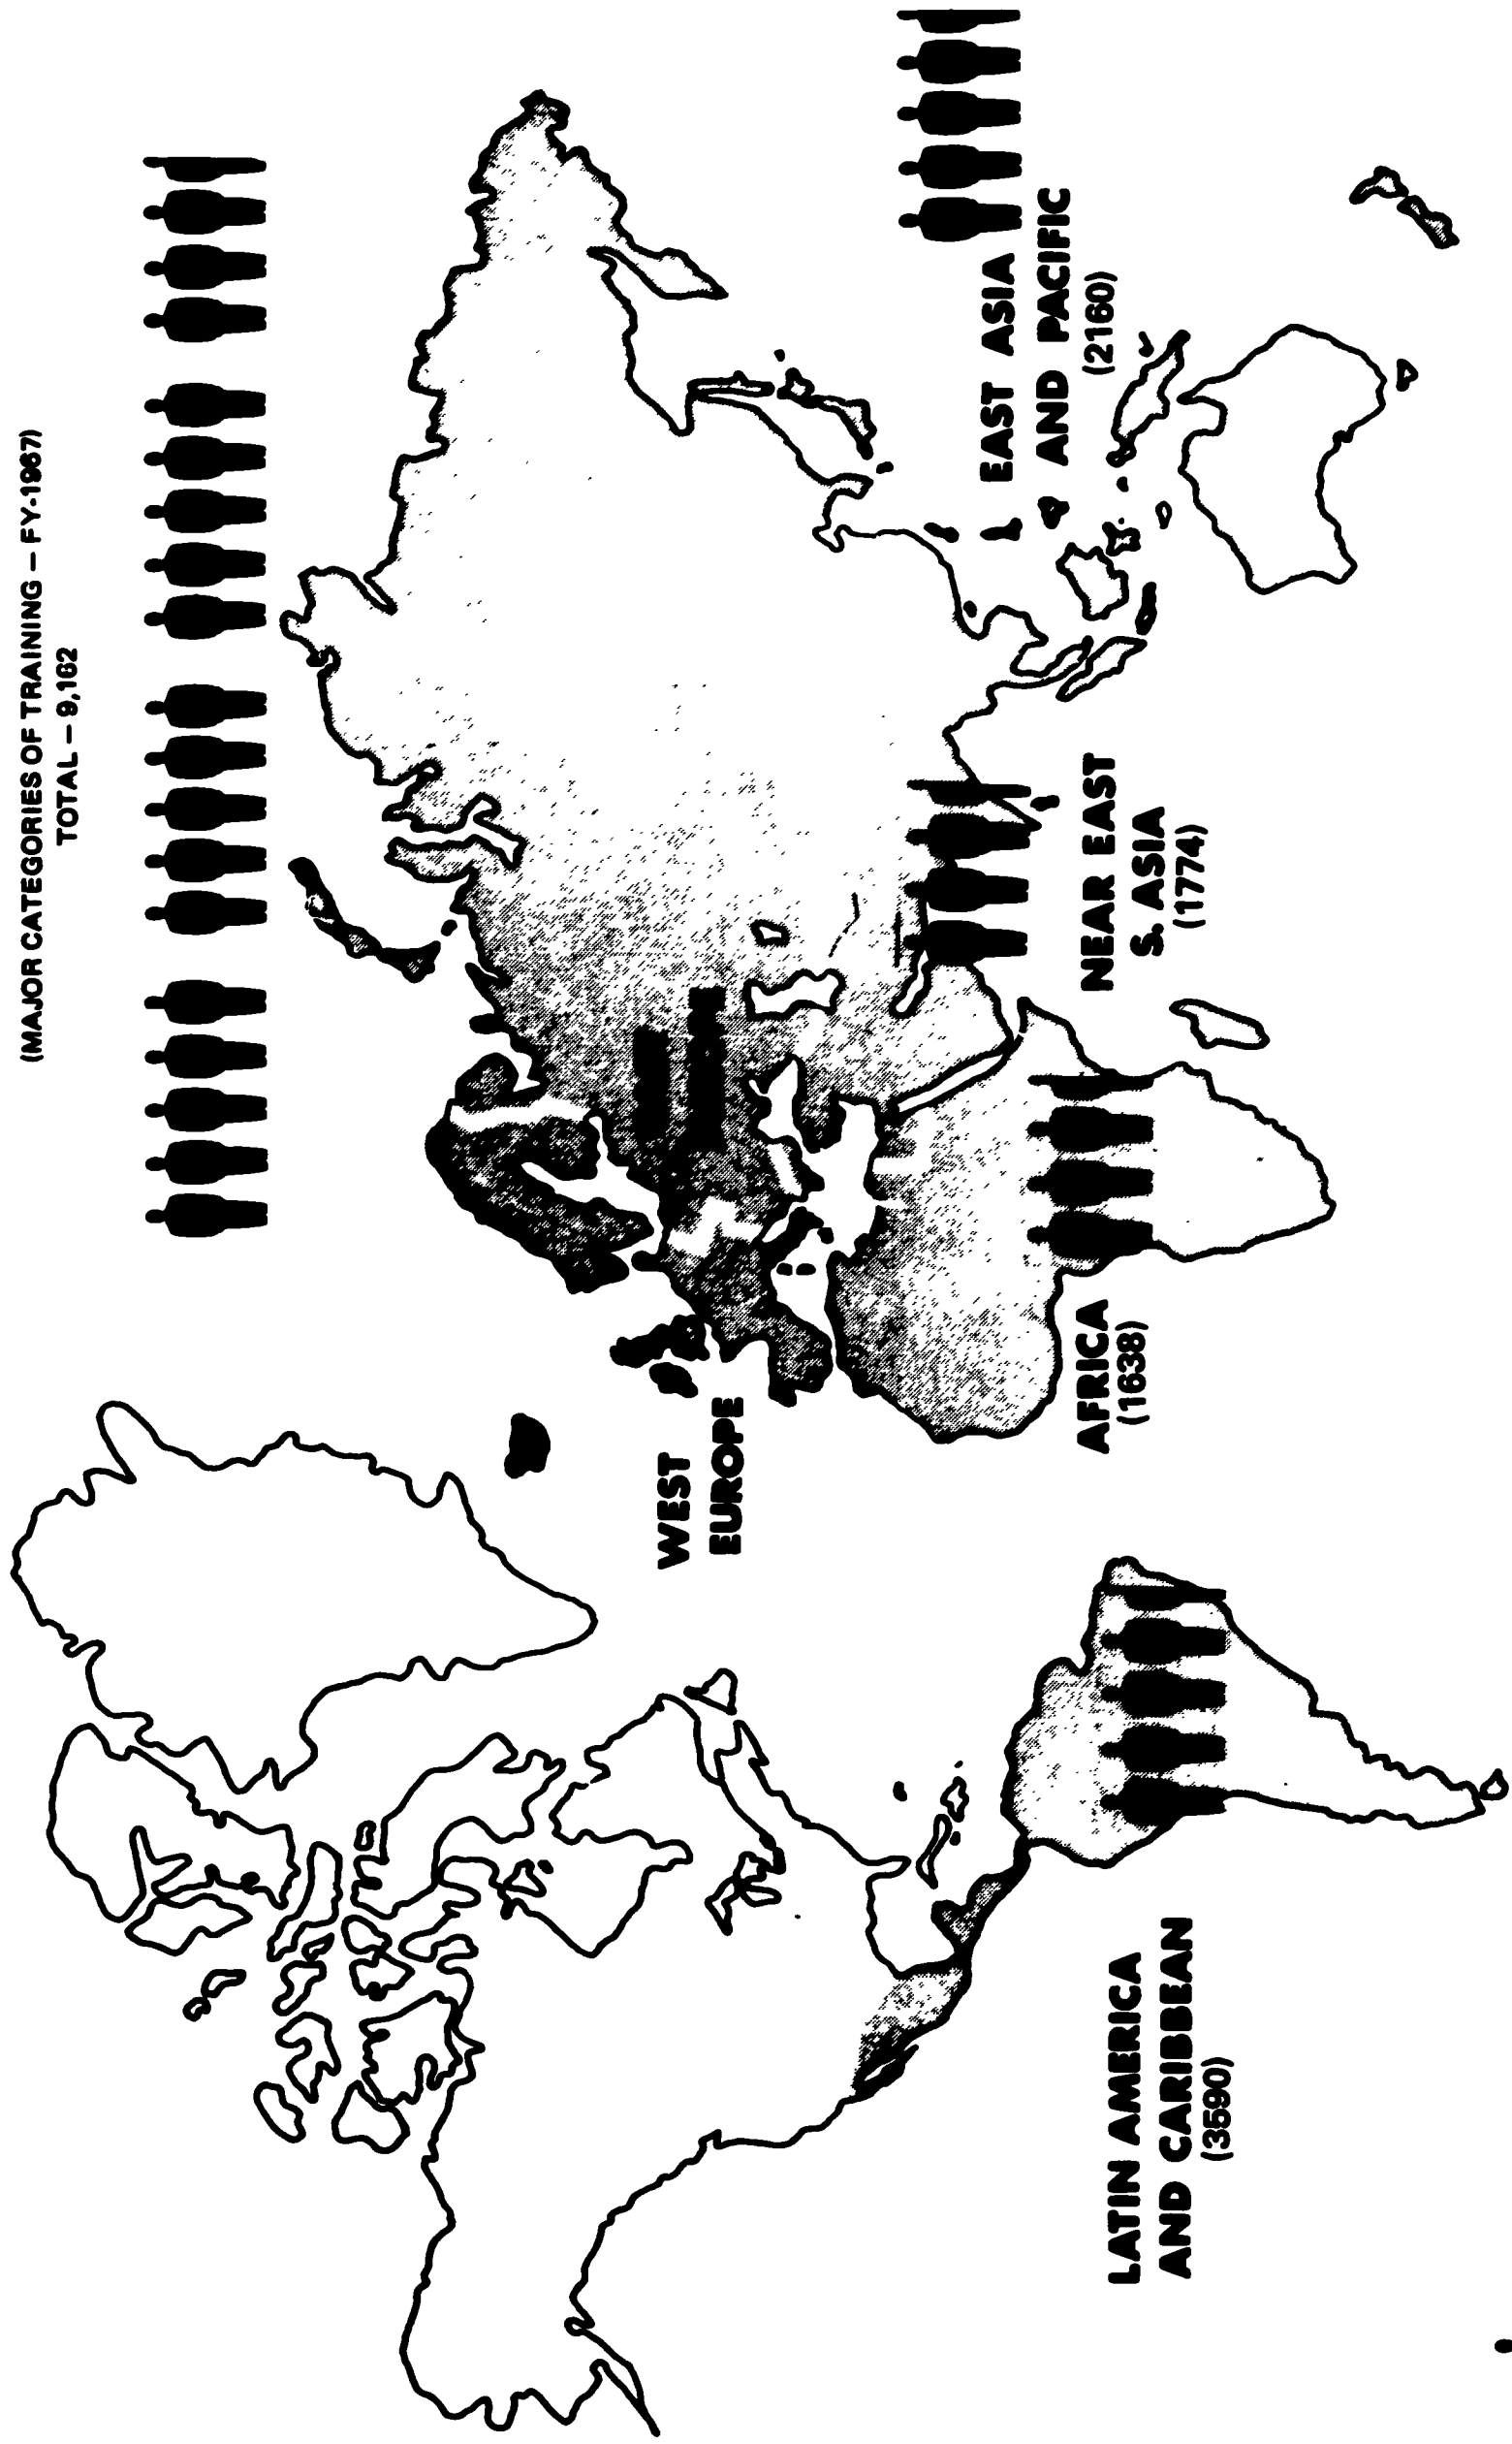 (MAJOR CATEGORIES OF TRAINING – FY-1967)
TOTAL – 9,162
WEST
EUROPE
EAST ASIA
AND PACIFIC
(2160)
NEAR EAST
S. ASIA
(1774)
AFRICA
(1638)
LATIN AMERICA
AND CARIBBEAN
(3590)